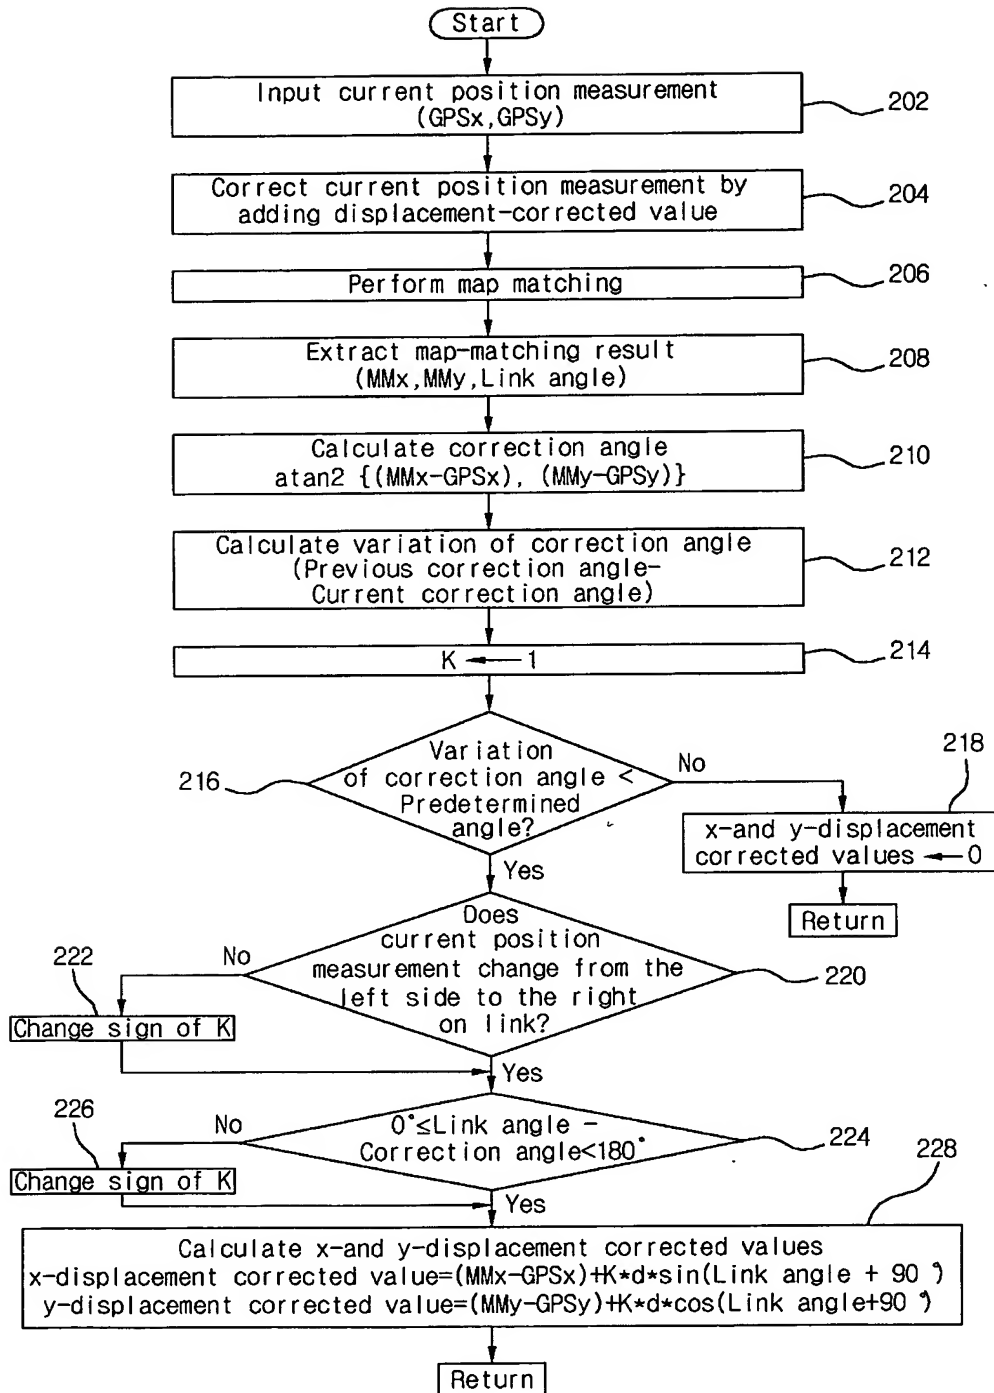 Start
Input current position measurement
(GPSx,GPSy)
202
Correct current position measurement by
adding displacement-corrected value
204
Perform map matching
206
Extract map-matching result
(MMx,MMy,Link angle)
208
Calculate correction angle
atan2 {(MMx-GPSx), (MMy-GPSy)}
210
Calculate variation of correction angle
(Previous correction angle-
Current correction angle)
212
K ← 1
214
Variation
of correction angle <
Predetermined
angle?
216
No
218
x-and y-displacement
corrected values ← 0
Return
Yes
Does
current position
measurement change from the
left side to the right
on link?
220
No
222
Change sign of K
Yes
0°≤Link angle -
Correction angle<180°
224
No
226
Change sign of K
Yes
228
Calculate x-and y-displacement corrected values
x-displacement corrected value=(MMx-GPSx)+K*d*sin(Link angle + 90°)
y-displacement corrected value=(MMy-GPSy)+K*d*cos(Link angle+90°)
Return